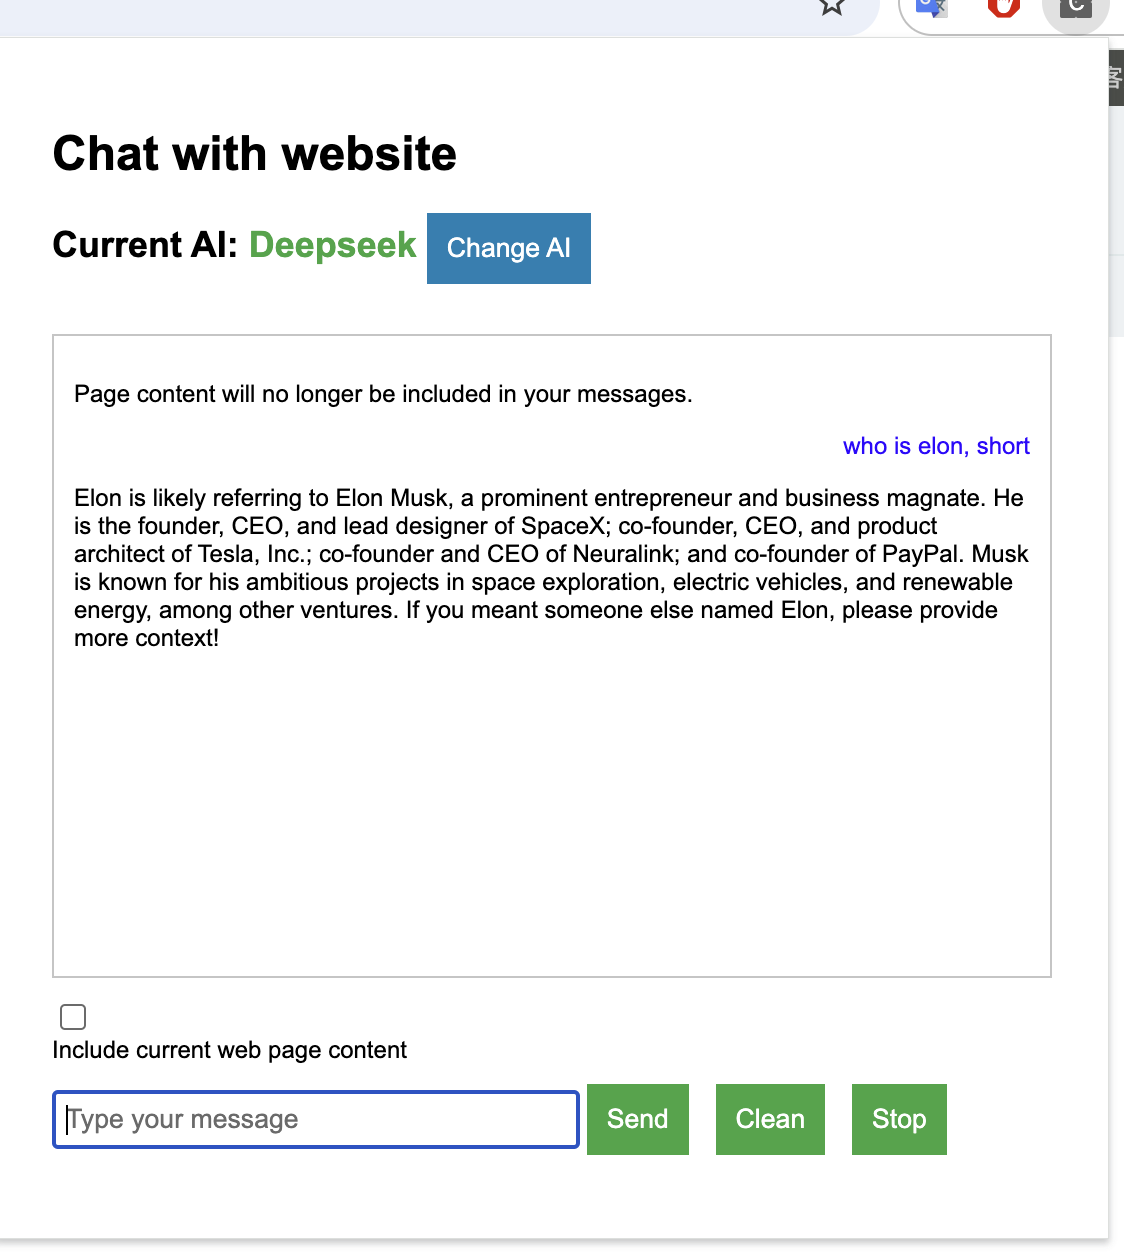 Chat with website
Current AI: Deepseek
Change AI
Page content will no longer be included in your messages.
who is elon, short
Elon is likely referring to Elon Musk, a prominent entrepreneur and business magnate. He
is the founder, CEO, and lead designer of SpaceX; co-founder, CEO, and product
architect of Tesla, Inc.; co-founder and CEO of Neuralink; and co-founder of PayPal. Musk
is known for his ambitious projects in space exploration, electric vehicles, and renewable
energy, among other ventures. If you meant someone else named Elon, please provide
more context!
Include current web page content
Type your message
Send
Clean
Stop